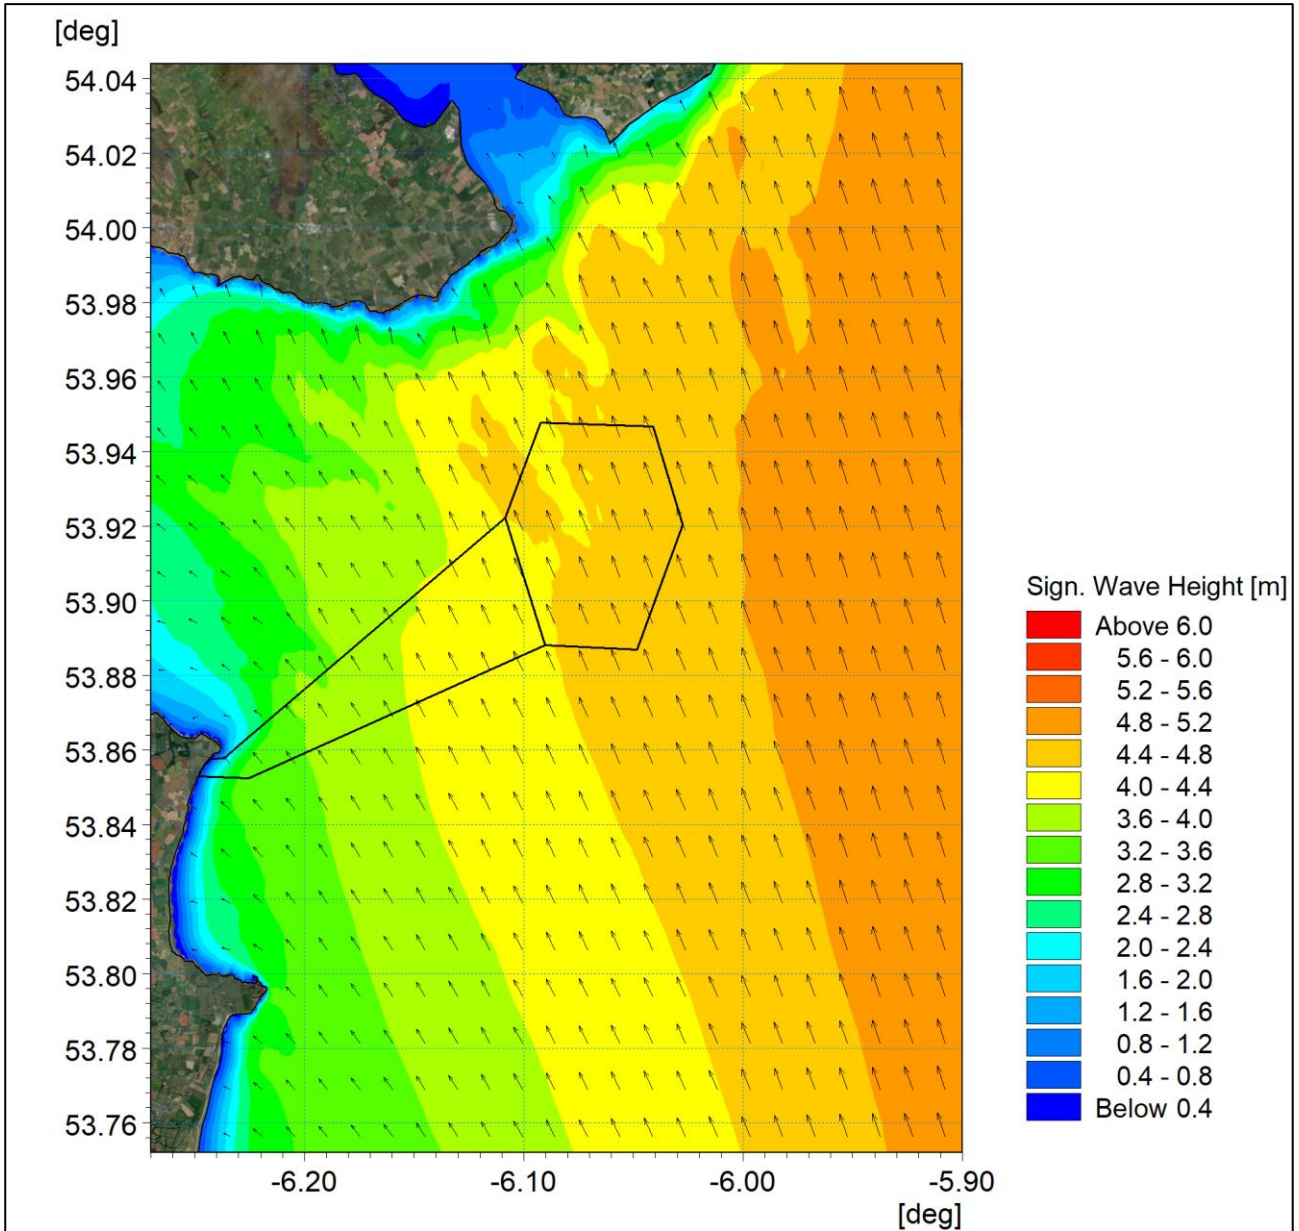 [deg]
54.04
54.02
54.00
53.98
53.96
53.94
53.92
53.90
53.88
53.86
53.84
53.82
53.80
53.78
53.76
-6.20
-6.10
-6.00
-5.90
[deg]
Sign. Wave Height [m]
Above 6.0
5.6 - 6.0
5.2 - 5.6
4.8 - 5.2
4.4 - 4.8
4.0 - 4.4
3.6 - 4.0
3.2 - 3.6
2.8 - 3.2
2.4 - 2.8
2.0 - 2.4
1.6 - 2.0
1.2 - 1.6
0.8 - 1.2
0.4 - 0.8
Below 0.4